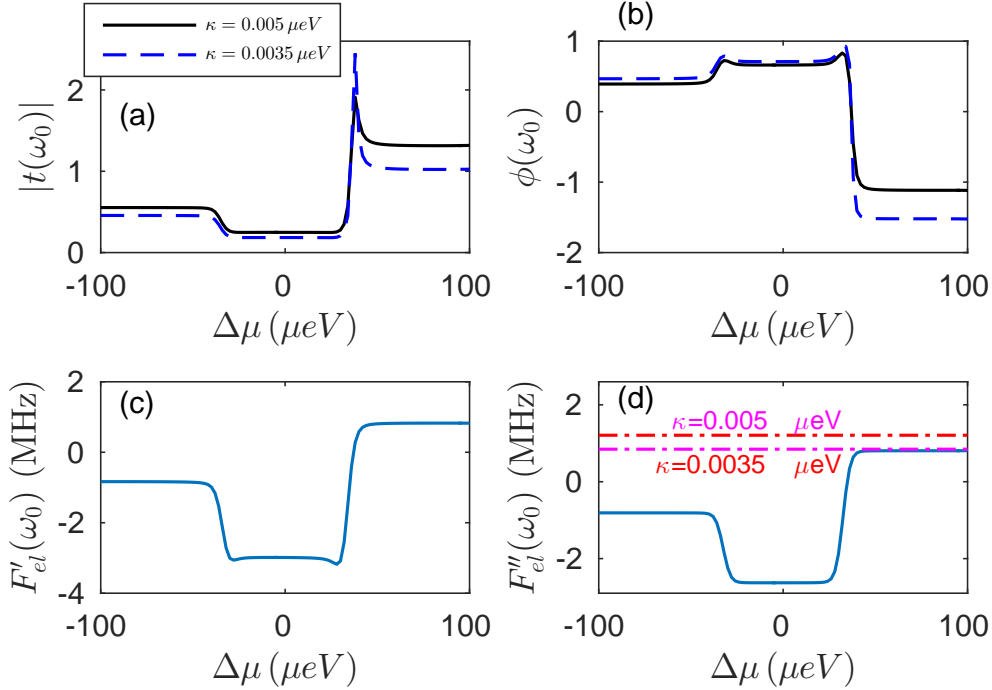 κ = 0.005 μeV
κ = 0.0035 μeV
(a)
|t(ω₀)|
2
1
0
-100
0
100
Δμ (μeV)
(b)
ϕ(ω₀)
1
0
-1
-2
-100
0
100
Δμ (μeV)
(c)
F′ₑₗ(ω₀) (MHz)
2
0
-2
-4
-100
0
100
Δμ (μeV)
(d)
F″ₑₗ(ω₀) (MHz)
2
0
-2
κ=0.005 μeV
κ=0.0035 μeV
-100
0
100
Δμ (μeV)